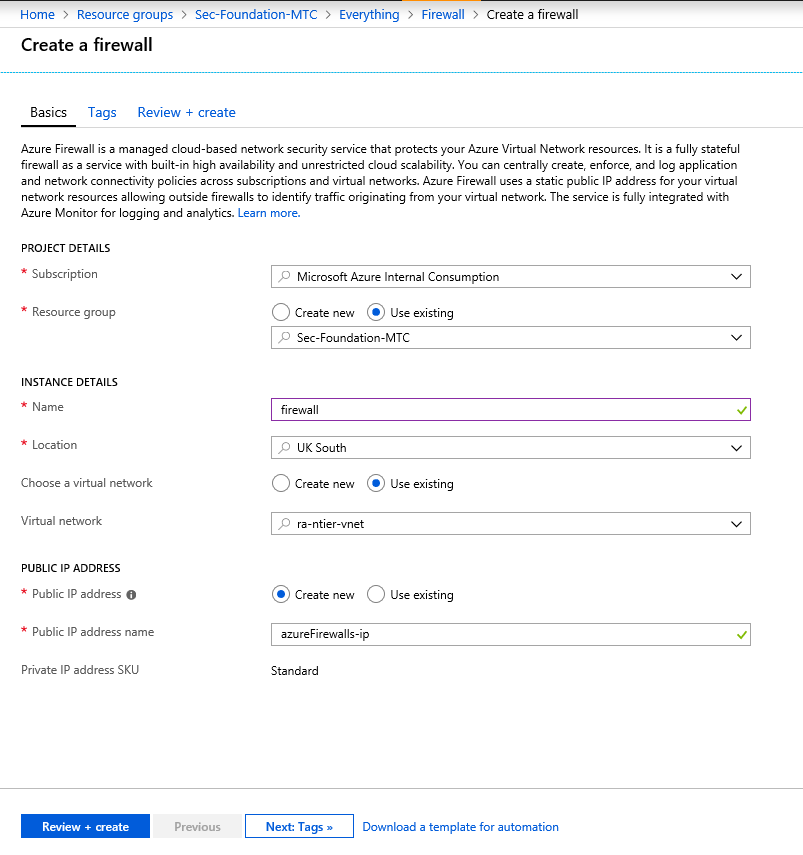 Home > Resource groups > Sec-Foundation-MTC > Everything > Firewall > Create a firewall
Create a firewall
Basics Tags Review + create
Azure Firewall is a managed cloud-based network security service that protects your Azure Virtual Network resources. It is a fully stateful
firewall as a service with built-in high availability and unrestricted cloud scalability. You can centrally create, enforce, and log application
and network connectivity policies across subscriptions and virtual networks. Azure Firewall uses a static public IP address for your virtual
network resources allowing outside firewalls to identify traffic originating from your virtual network. The service is fully integrated with
Azure Monitor for logging and analytics. Learn more.
PROJECT DETAILS
* Subscription Microsoft Azure Internal Consumption
* Resource group Create new Use existing
Sec-Foundation-MTC
INSTANCE DETAILS
* Name firewall
* Location UK South
Choose a virtual network Create new Use existing
Virtual network ra-ntier-vnet
PUBLIC IP ADDRESS
* Public IP address Create new Use existing
* Public IP address name azureFirewalls-ip
Private IP address SKU Standard
Review + create Previous Next: Tags » Download a template for automation